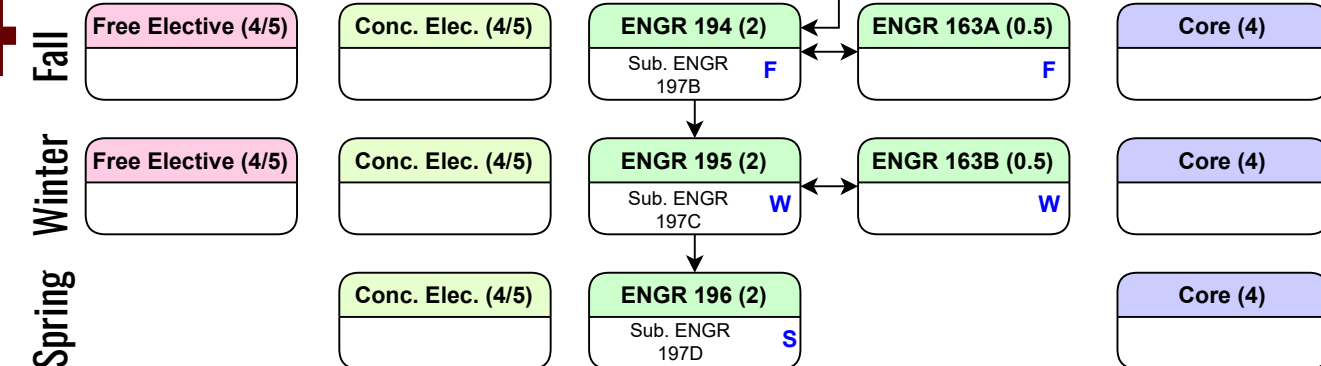 Fall
Free Elective (4/5)
Conc. Elec. (4/5)
ENGR 194 (2)
Sub. ENGR
197B
F
ENGR 163A (0.5)
F
Core (4)
Winter
Free Elective (4/5)
Conc. Elec. (4/5)
ENGR 195 (2)
Sub. ENGR
197C
W
ENGR 163B (0.5)
W
Core (4)
Spring
Conc. Elec. (4/5)
ENGR 196 (2)
Sub. ENGR
197D
S
Core (4)